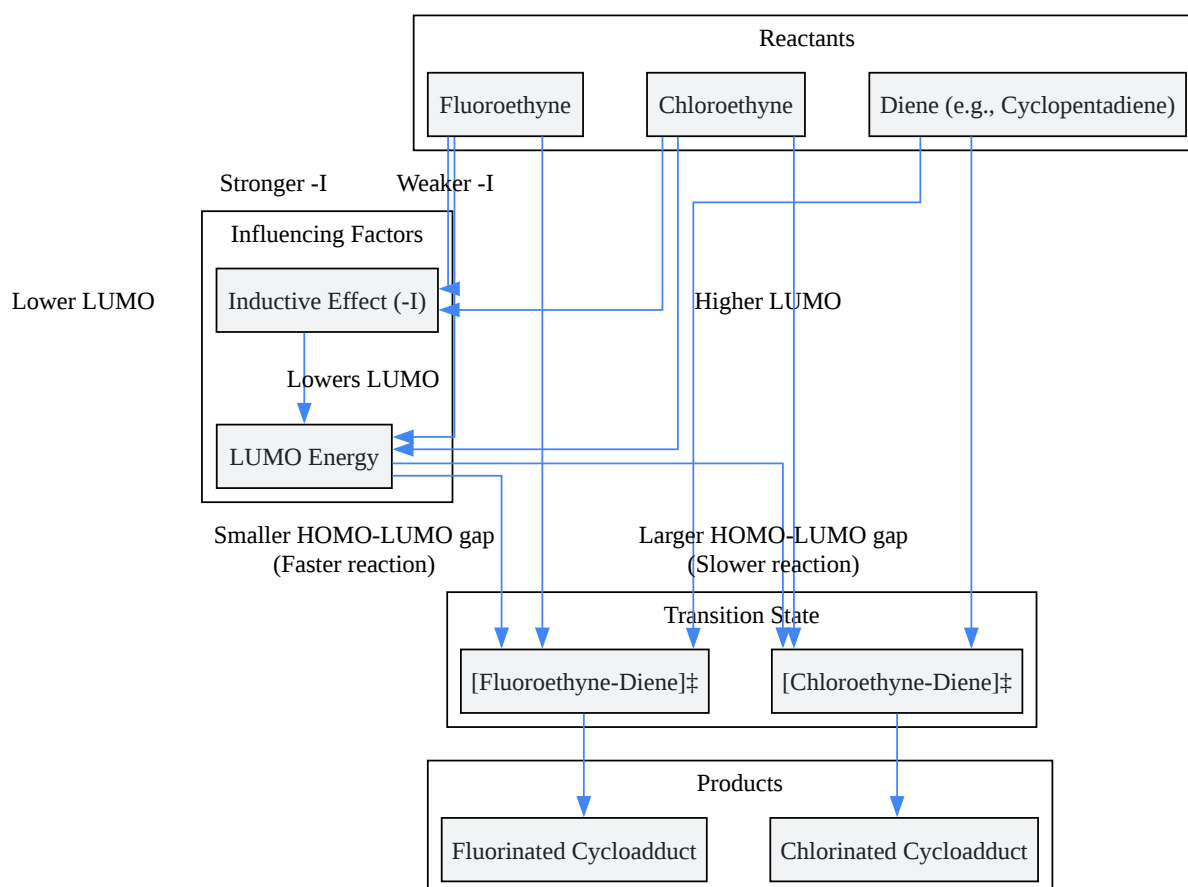 Reactants
Fluoroethyne
Chloroethyne
Diene (e.g., Cyclopentadiene)
Stronger -I
Weaker -I
Influencing Factors
Inductive Effect (-I)
Lower LUMO
Higher LUMO
Lowers LUMO
LUMO Energy
Smaller HOMO-LUMO gap
(Faster reaction)
Larger HOMO-LUMO gap
(Slower reaction)
Transition State
[Fluoroethyne-Diene]‡
[Chloroethyne-Diene]‡
Products
Fluorinated Cycloadduct
Chlorinated Cycloadduct